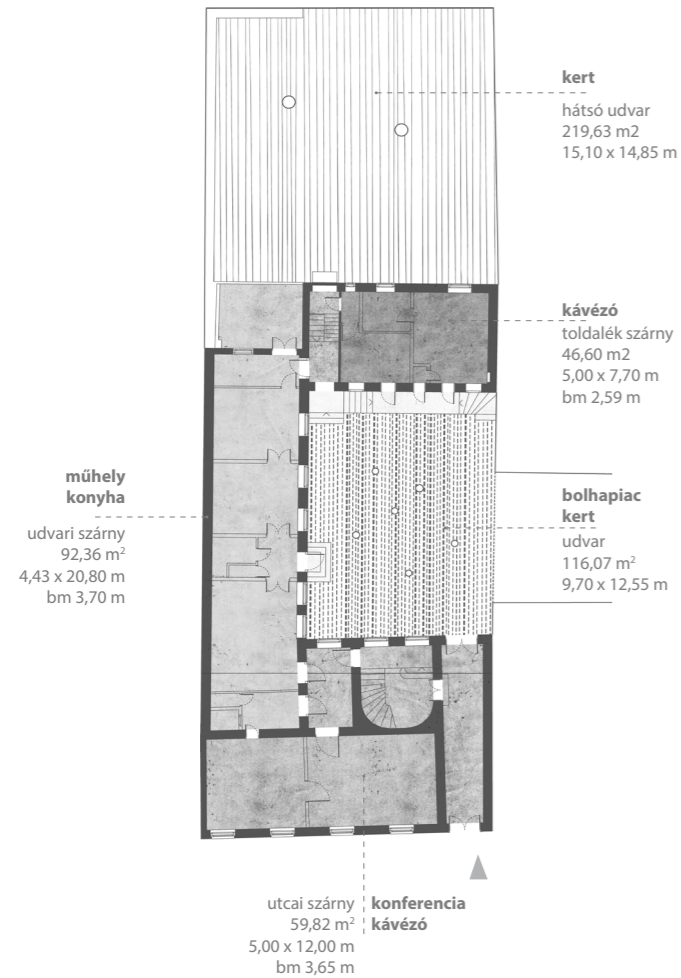 kert
hátsó udvar
219,63 m2
15,10 x 14,85 m
kávézó
toldalék szárny
46,60 m2
5,00 x 7,70 m
bm 2,59 m
műhely
konyha
udvari szárny
92,36 m²
4,43 x 20,80 m
bm 3,70 m
bolhapiac
kert
udvar
116,07 m²
9,70 x 12,55 m
utcai szárny
59,82 m²
5,00 x 12,00 m
bm 3,65 m
konferencia
kávézó